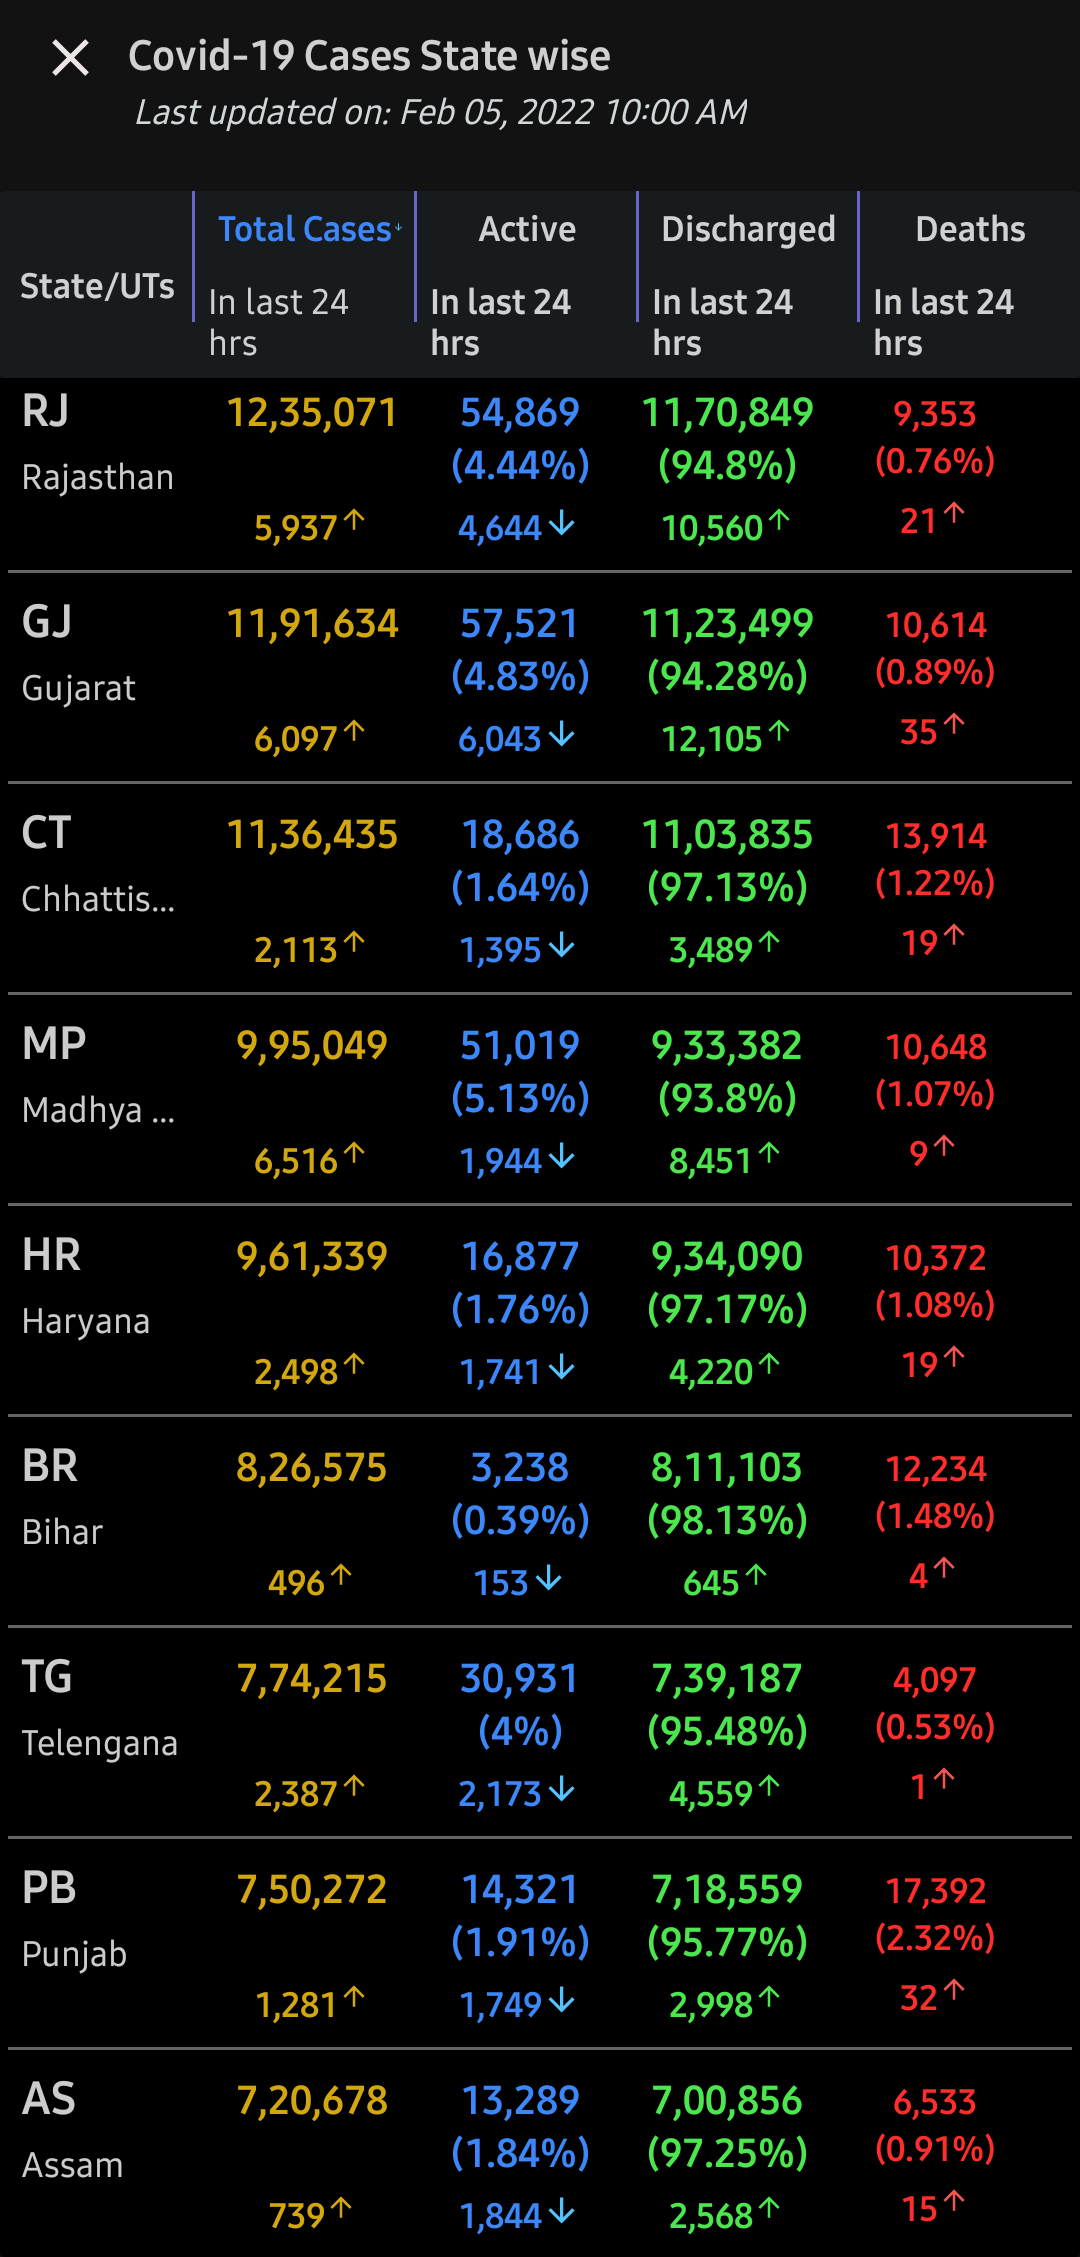 Covid-19 Cases State wise
Last updated on: Feb 05, 2022 10:00 AM
State/UTs
Total Cases↓ Active Discharged Deaths
In last 24 hrs In last 24 hrs In last 24 hrs In last 24 hrs
RJ 12,35,071 54,869 11,70,849 9,353
(4.44%) (94.8%) (0.76%)
Rajasthan
5,937↑ 4,644↓ 10,560↑ 21↑
GJ 11,91,634 57,521 11,23,499 10,614
(4.83%) (94.28%) (0.89%)
Gujarat
6,097↑ 6,043↓ 12,105↑ 35↑
CT 11,36,435 18,686 11,03,835 13,914
(1.64%) (97.13%) (1.22%)
Chhattis...
2,113↑ 1,395↓ 3,489↑ 19↑
MP 9,95,049 51,019 9,33,382 10,648
(5.13%) (93.8%) (1.07%)
Madhya ...
6,516↑ 1,944↓ 8,451↑ 9↑
HR 9,61,339 16,877 9,34,090 10,372
(1.76%) (97.17%) (1.08%)
Haryana
2,498↑ 1,741↓ 4,220↑ 19↑
BR 8,26,575 3,238 8,11,103 12,234
(0.39%) (98.13%) (1.48%)
Bihar
496↑ 153↓ 645↑ 4↑
TG 7,74,215 30,931 7,39,187 4,097
(4%) (95.48%) (0.53%)
Telengana
2,387↑ 2,173↓ 4,559↑ 1↑
PB 7,50,272 14,321 7,18,559 17,392
(1.91%) (95.77%) (2.32%)
Punjab
1,281↑ 1,749↓ 2,998↑ 32↑
AS 7,20,678 13,289 7,00,856 6,533
(1.84%) (97.25%) (0.91%)
Assam
739↑ 1,844↓ 2,568↑ 15↑